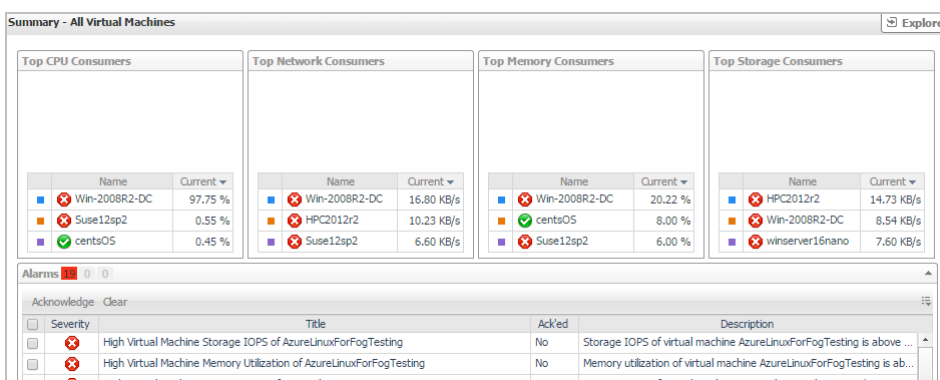 Summary - All Virtual Machines
Explore
Top CPU Consumers
Name Current
Win-2008R2-DC 97.75 %
Suse12sp2 0.55 %
centsOS 0.45 %
Top Network Consumers
Name Current
Win-2008R2-DC 16.80 KB/s
HPC2012r2 10.23 KB/s
Suse12sp2 6.60 KB/s
Top Memory Consumers
Name Current
Win-2008R2-DC 20.22 %
centsOS 8.00 %
Suse12sp2 6.00 %
Top Storage Consumers
Name Current
HPC2012r2 14.73 KB/s
Win-2008R2-DC 8.54 KB/s
winserver16nano 7.60 KB/s
Alarms 19 0 0
Acknowledge Clear
Severity Title Ack'ed Description
High Virtual Machine Storage IOPS of AzureLinuxForFogTesting No Storage IOPS of virtual machine AzureLinuxForFogTesting is above ...
High Virtual Machine Memory Utilization of AzureLinuxForFogTesting No Memory utilization of virtual machine AzureLinuxForFogTesting is ab...